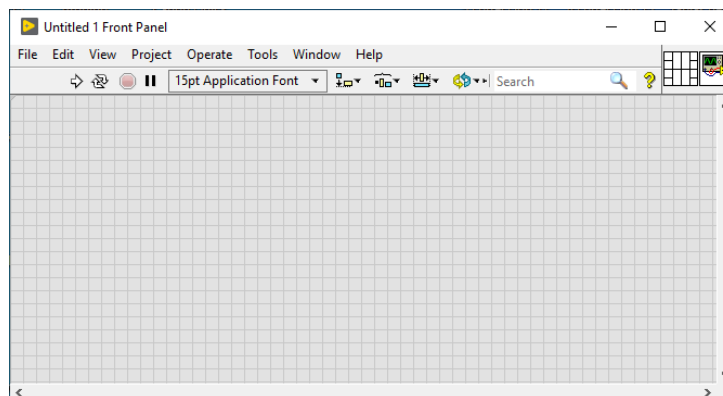 Untitled 1 Front Panel
File Edit View Project Operate Tools Window Help
15pt Application Font Search ?